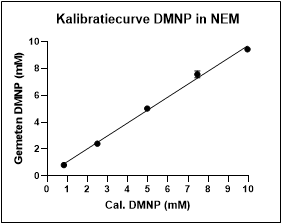 Kalibratiecurve DMNP in NEM
Gemeten DMNP (mM)
10
8
6
4
2
0
0 1 2 3 4 5 6 7 8 9 10
Cal. DMNP (mM)